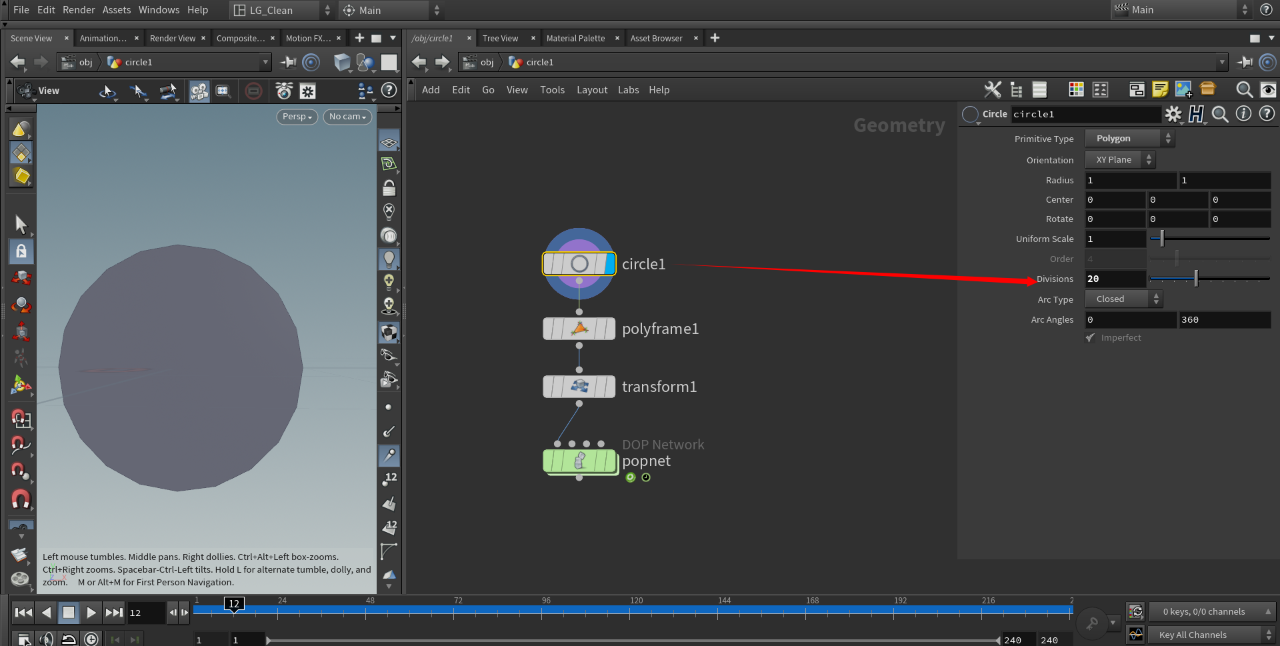 File Edit Render Assets Windows Help LG_Clean Main Main
Scene View × Animation... × Render View × Composite... × Motion FX... ×
/obj/circle1 × Tree View × Material Palette × Asset Browser ×
obj circle1
obj circle1
View
Add Edit Go View Tools Layout Labs Help
Persp No cam
Geometry
Circle circle1
Primitive Type Polygon
Orientation XY Plane
Radius 1 1
Center 0 0 0
Rotate 0 0 0
Uniform Scale 1
Order 4
Divisions 20
Arc Type Closed
Arc Angles 0 360
Imperfect
circle1
polyframe1
transform1
DOP Network
popnet
12
12
Left mouse tumbles. Middle pans. Right dollies. Ctrl+Alt+Left box-zooms.
Ctrl+Right zooms. Spacebar-Ctrl-Left tilts. Hold L for alternate tumble, dolly, and
zoom. M or Alt+M for First Person Navigation.
12 1 12 24 48 72 96 120 144 168 192 216 2
0 keys, 0/0 channels
1 1 240 240
Key All Channels